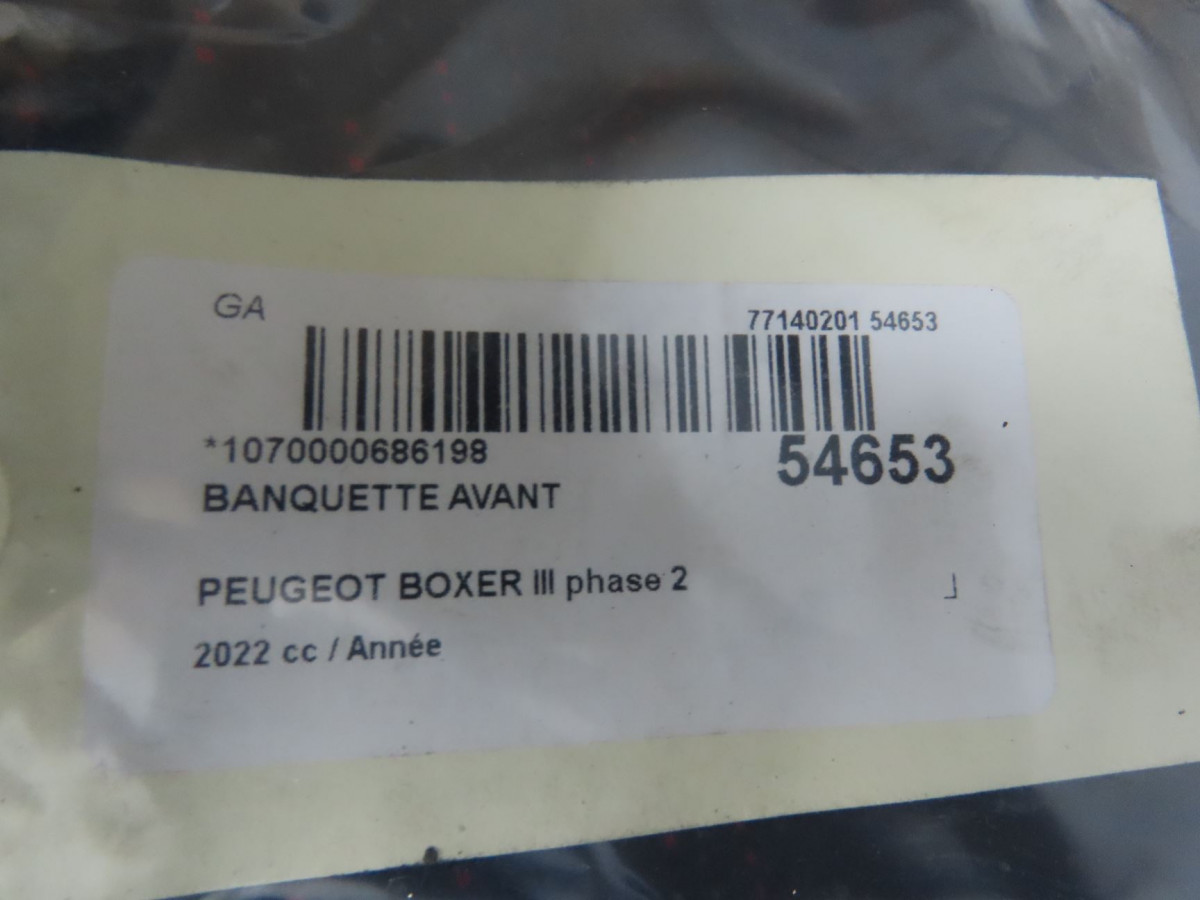 GA
77140201 54653
*1070000686198
54653
BANQUETTE AVANT
PEUGEOT BOXER III phase 2
2022 cc / Année